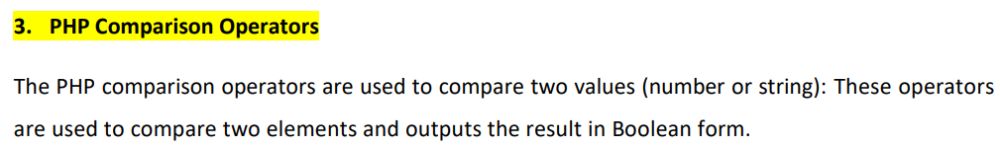 3. PHP Comparison Operators
The PHP comparison operators are used to compare two values (number or string): These operators
are used to compare two elements and outputs the result in Boolean form.